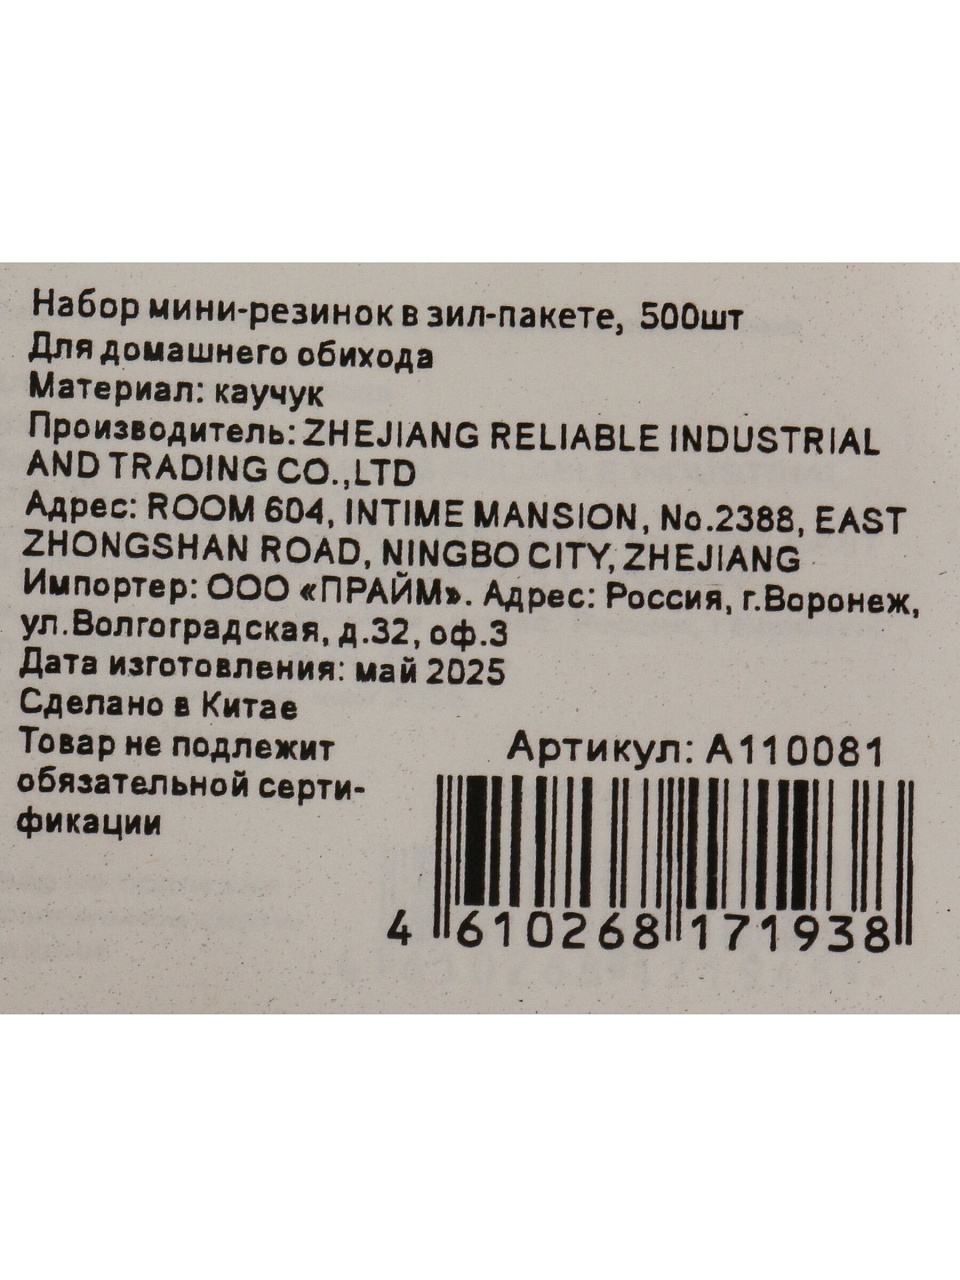 Набор мини-резинок в зил-пакете, 500шт
Для домашнего обихода
Материал: каучук
Производитель: ZHEJIANG RELIABLE INDUSTRIAL
AND TRADING CO.,LTD
Адрес: ROOM 604, INTIME MANSION, No.2388, EAST
ZHONGSHAN ROAD, NINGBO CITY, ZHEJIANG
Импортер: ООО «ПРАЙМ». Адрес: Россия, г.Воронеж,
ул.Волгоградская, д.32, оф.3
Дата изготовления: май 2025
Сделано в Китае
Товар не подлежит
обязательной серти-
фикации
Артикул: А110081
4 610268 171938